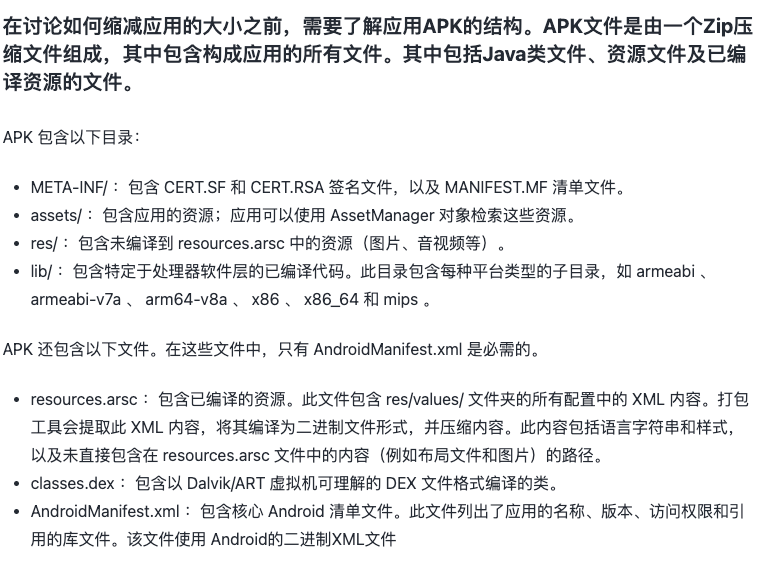 在讨论如何缩减应用的大小之前，需要了解应用APK的结构。APK文件是由一个Zip压
缩文件组成，其中包含构成应用的所有文件。其中包括Java类文件、资源文件及已编
译资源的文件。
APK 包含以下目录：
• META-INF/ ： 包含 CERT.SF 和 CERT.RSA 签名文件，以及 MANIFEST.MF 清单文件。
• assets/ ： 包含应用的资源；应用可以使用 AssetManager 对象检索这些资源。
• res/ ： 包含未编译到 resources.arsc 中的资源（图片、音视频等）。
• lib/ ： 包含特定于处理器软件层的已编译代码。此目录包含每种平台类型的子目录，如 armeabi 、
armeabi-v7a 、 arm64-v8a 、 x86 、 x86_64 和 mips 。
APK 还包含以下文件。在这些文件中，只有 AndroidManifest.xml 是必需的。
• resources.arsc ： 包含已编译的资源。此文件包含 res/values/ 文件夹的所有配置中的 XML 内容。打包
工具会提取此 XML 内容，将其编译为二进制文件形式，并压缩内容。此内容包括语言字符串和样式，
以及未直接包含在 resources.arsc 文件中的内容（例如布局文件和图片）的路径。
• classes.dex ： 包含以 Dalvik/ART 虚拟机可理解的 DEX 文件格式编译的类。
• AndroidManifest.xml ： 包含核心 Android 清单文件。此文件列出了应用的名称、版本、访问权限和引
用的库文件。该文件使用 Android的二进制XML文件